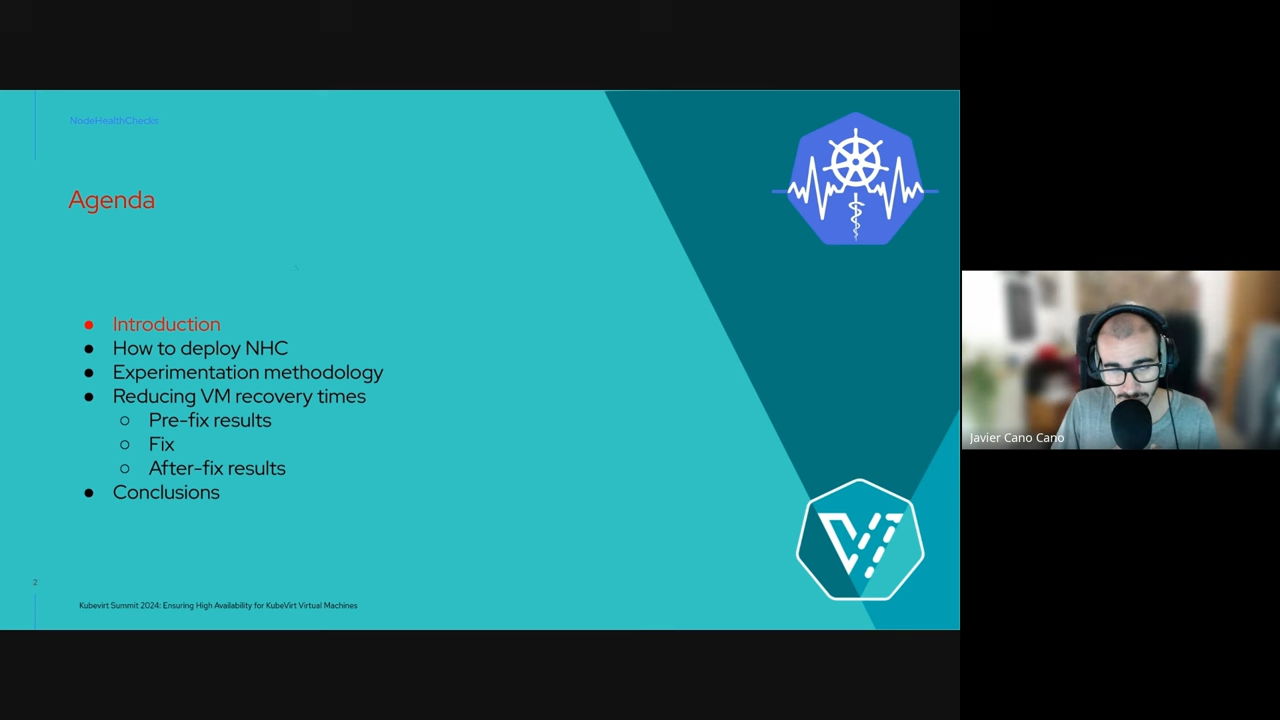 NodeHealthChecks
Agenda
● Introduction
● How to deploy NHC
● Experimentation methodology
● Reducing VM recovery times
○ Pre-fix results
○ Fix
○ After-fix results
● Conclusions
2
Kubevirt Summit 2024: Ensuring High Availability for KubeVirt Virtual Machines
Javier Cano Cano